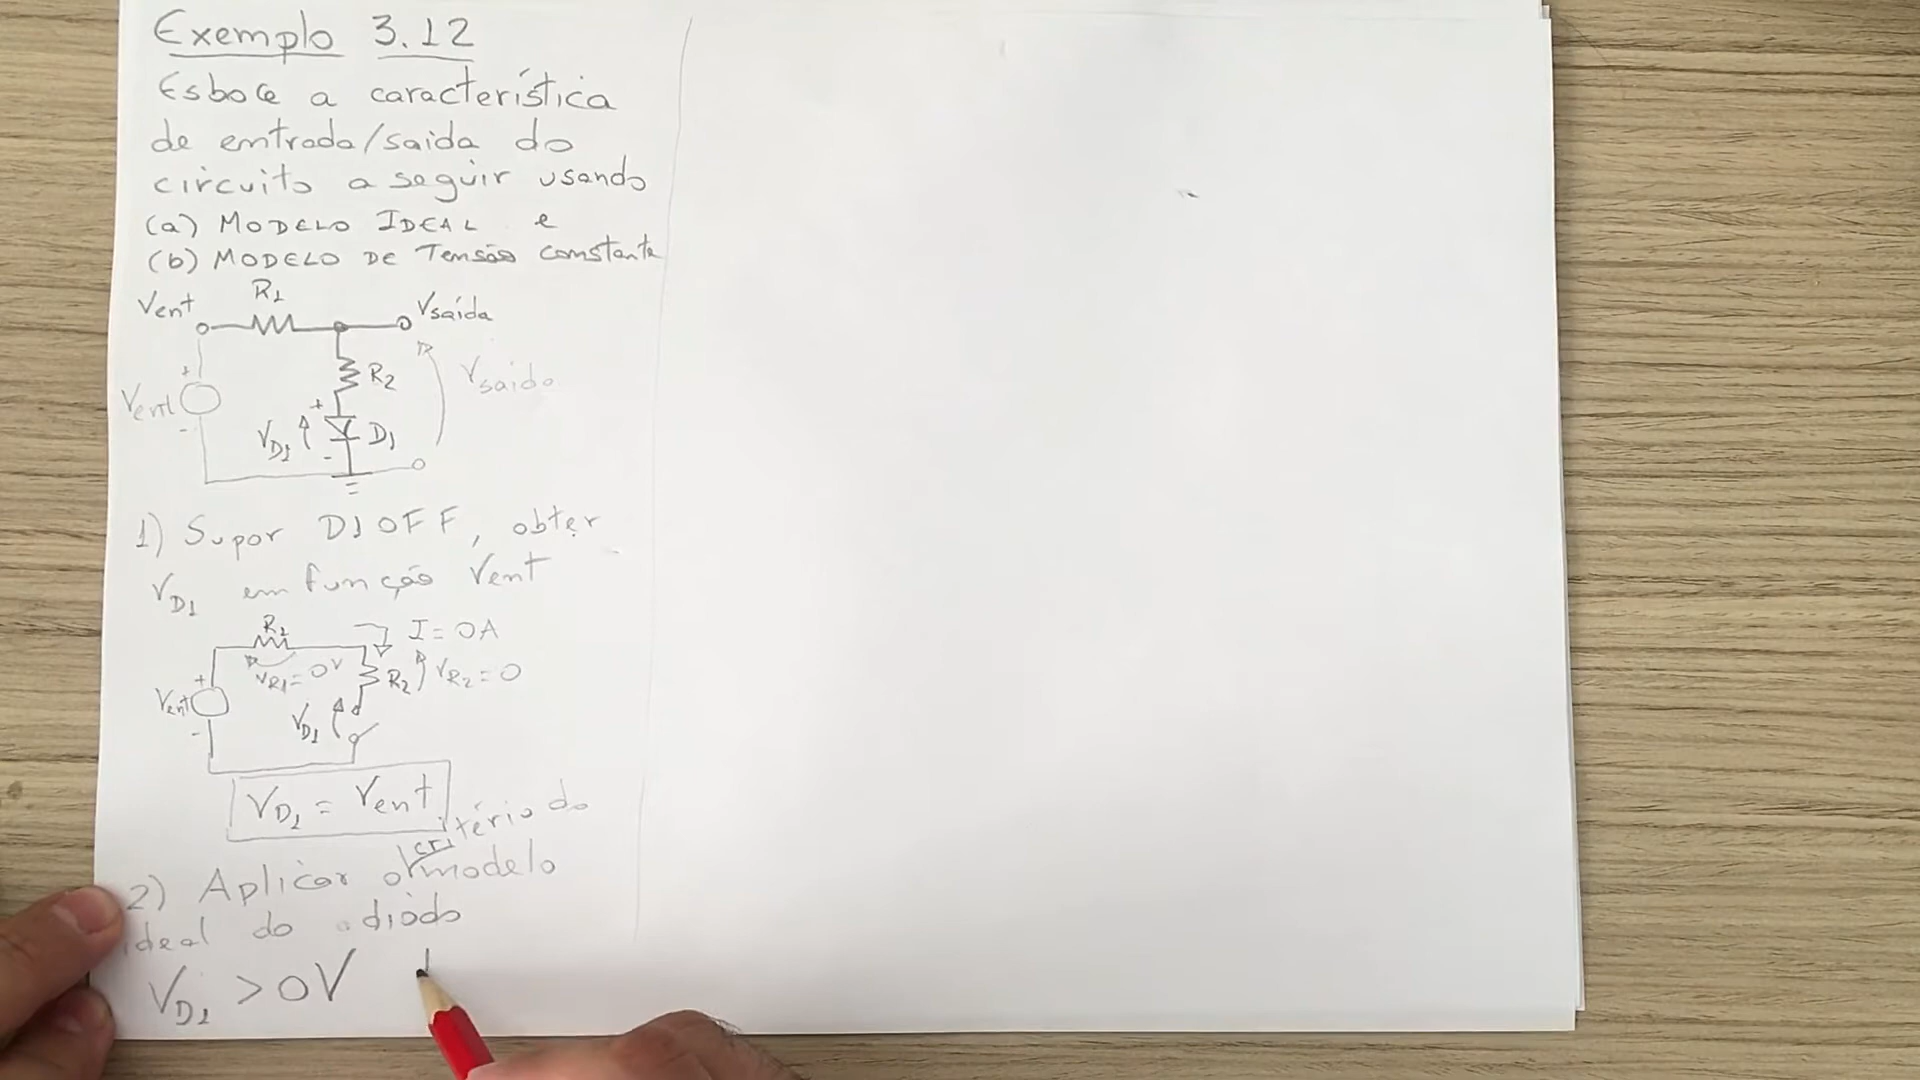 Exemplo 3.12
Esboce a característica
de entrada/saida do
circuito a seguir usando
(a) MODELO IDEAL e
(b) MODELO DE Tensão constante
R1
Vent
Vsaída
R2
Vsaida
Vent
+
-
+
VD1
D1
-
1) Supor D1 OFF, obter
VD1 em função Vent
R1
I = 0A
VR1 = 0V
R2
VR2 = 0
+
Vent
-
VD1
VD1 = Vent
2) Aplicar o critério do modelo
ideal do diodo
VD1 > 0V